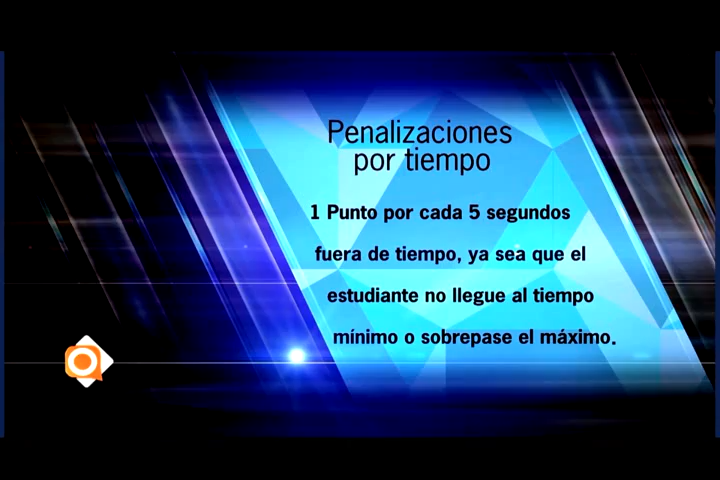 Penalizaciones
por tiempo
1 Punto por cada 5 segundos
fuera de tiempo, ya sea que el
estudiante no llegue al tiempo
mínimo o sobrepase el máximo.